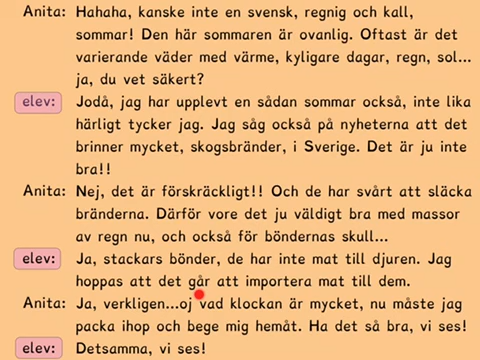 Anita: Hahaha, kanske inte en svensk, regnig och kall,
sommar! Den här sommaren är ovanlig. Oftast är det
varierande väder med värme, kyligare dagar, regn, sol...
ja, du vet säkert?
elev: Jodå, jag har upplevt en sådan sommar också, inte lika
härligt tycker jag. Jag såg också på nyheterna att det
brinner mycket, skogsbränder, i Sverige. Det är ju inte
bra!!
Anita: Nej, det är förskräckligt!! Och de har svårt att släcka
bränderna. Därför vore det ju väldigt bra med massor
av regn nu, och också för böndernas skull...
elev: Ja, stackars bönder, de har inte mat till djuren. Jag
hoppas att det går att importera mat till dem.
Anita: Ja, verkligen...oj vad klockan är mycket, nu måste jag
packa ihop och bege mig hemåt. Ha det så bra, vi ses!
elev: Detsamma, vi ses!